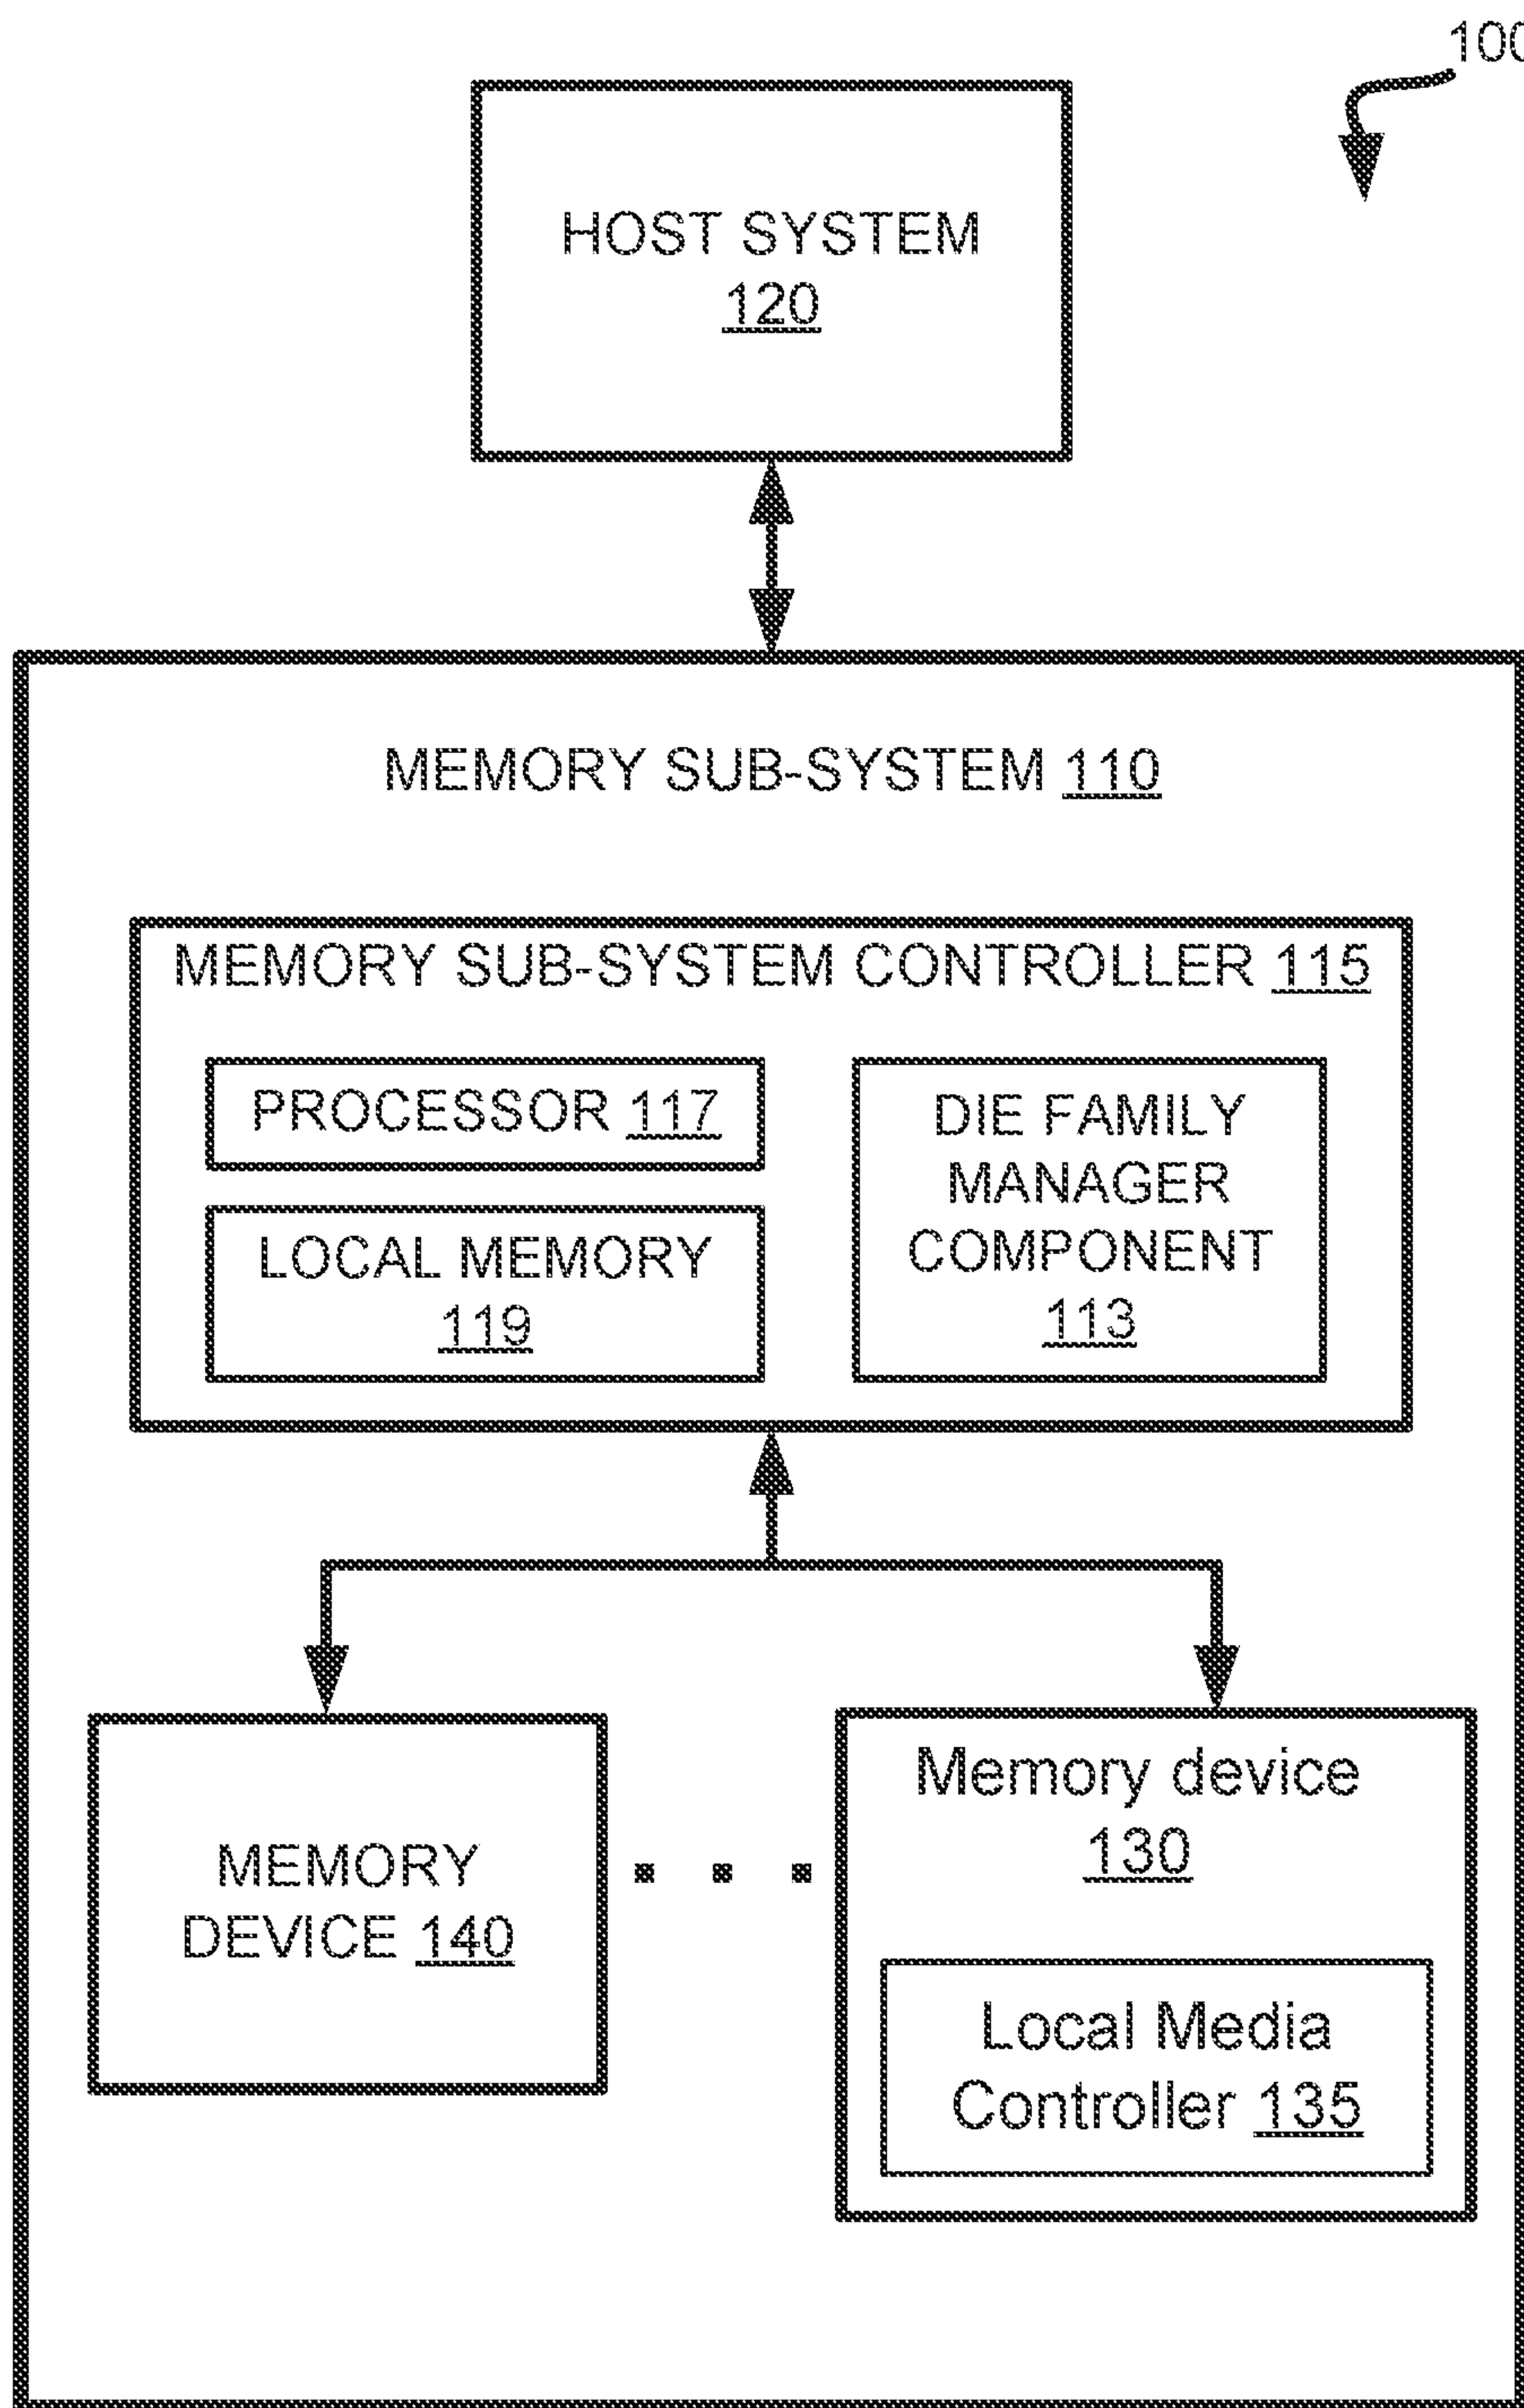 100
HOST SYSTEM
120
MEMORY SUB-SYSTEM 110
MEMORY SUB-SYSTEM CONTROLLER 115
PROCESSOR 117
LOCAL MEMORY
119
DIE FAMILY
MANAGER
COMPONENT
113
MEMORY
DEVICE 140
Memory device
130
Local Media
Controller 135